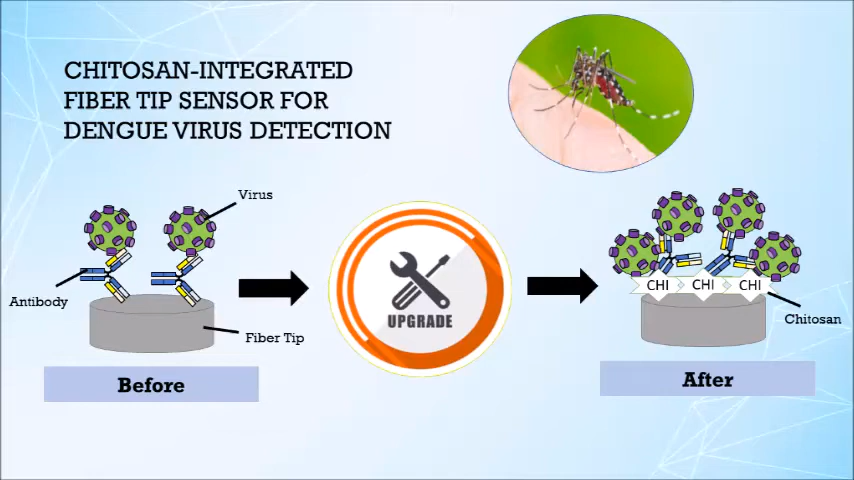 CHITOSAN-INTEGRATED
FIBER TIP SENSOR FOR
DENGUE VIRUS DETECTION
Virus
Antibody
Fiber Tip
Before
UPGRADE
CHI
CHI
CHI
Chitosan
After